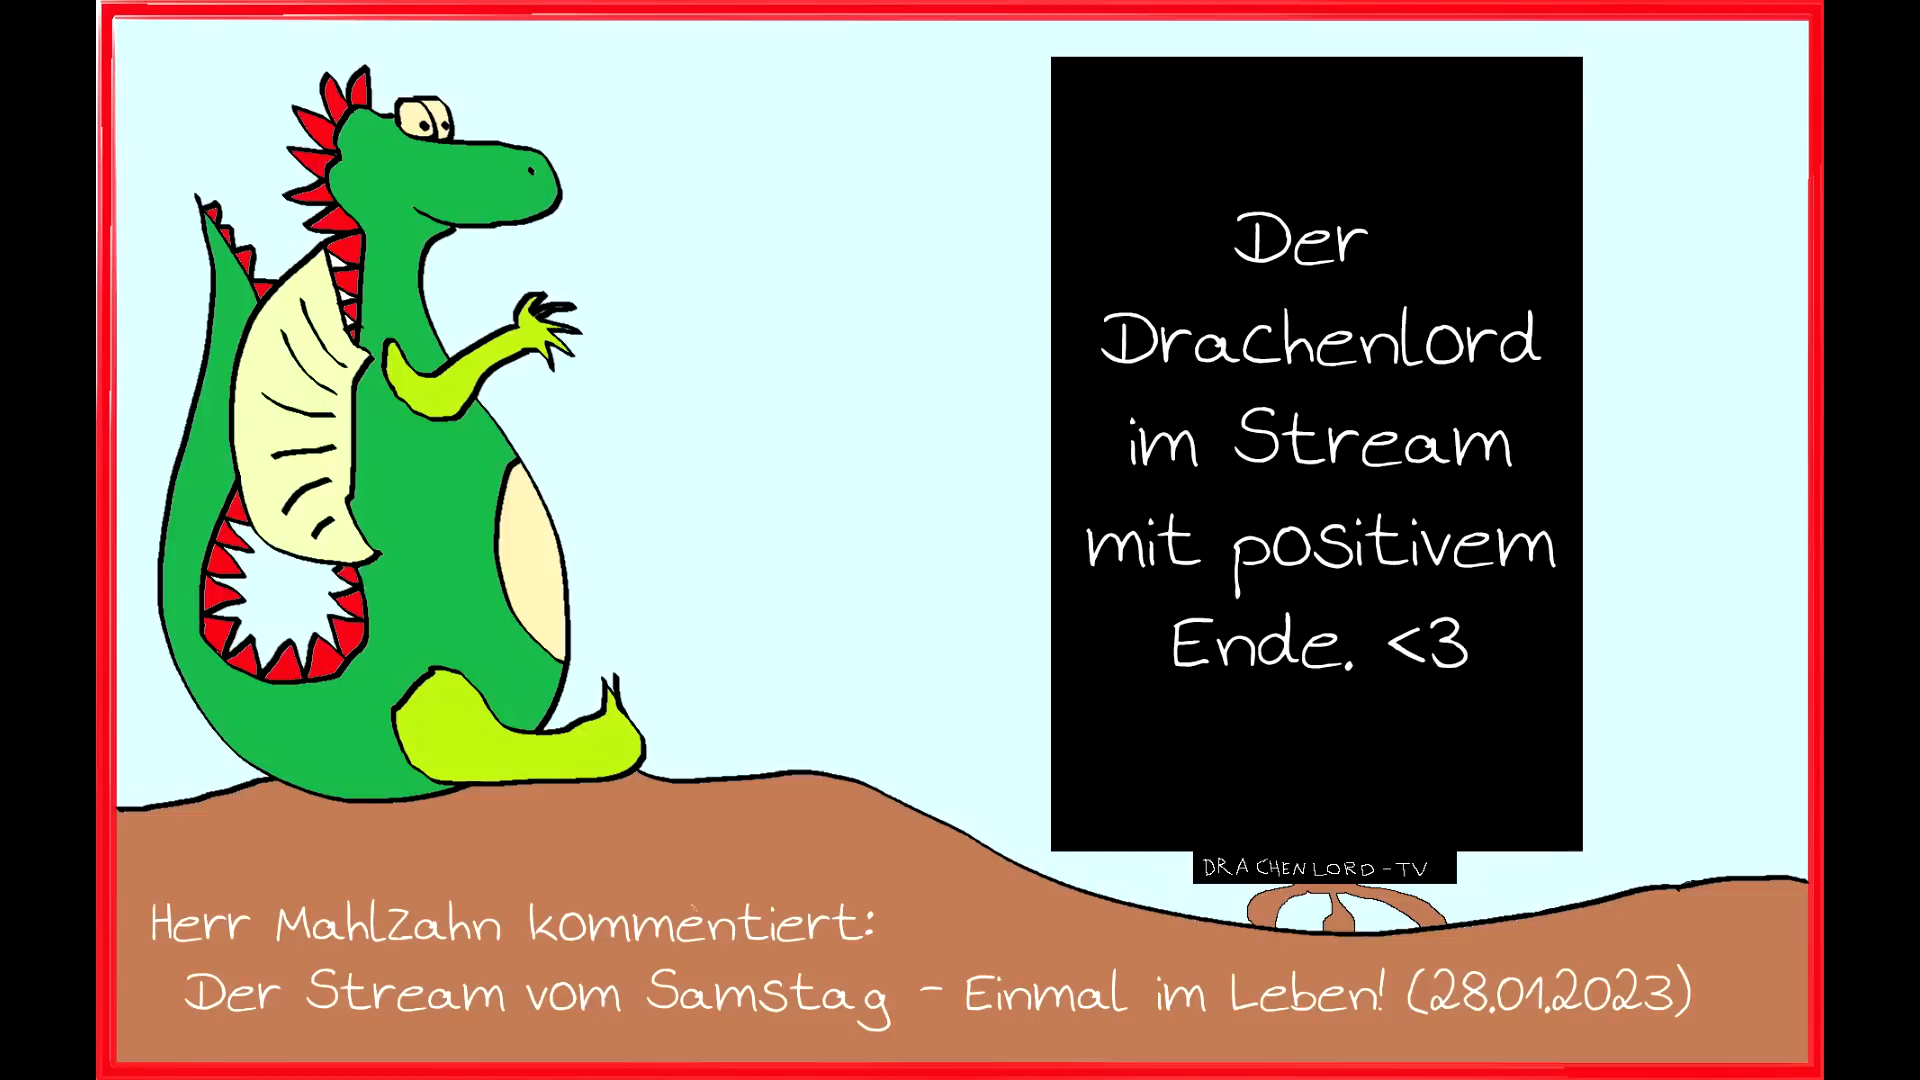 Der
Drachenlord
im Stream
mit positivem
Ende. <3
DRACHENLORD-TV
Herr Mahlzahn kommentiert:
Der Stream vom Samstag - Einmal im Leben! (28.01.2023)